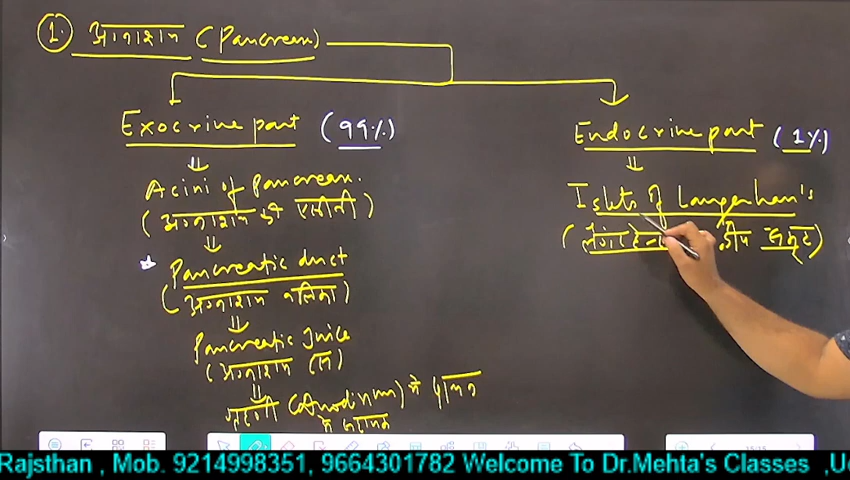 1. अग्नाशय (Pancreas)
Exocrine part (99%)
Acini of Pancreas.
(अग्नाशय की एसीनी)
Pancreatic duct
(अग्नाशय नलिका)
Pancreatic Juice
(अग्नाशय रस)
ग्रहणी (Duodinum) में पाचन
में सहायक
Endocrine part (1%)
Islets of Langerhan's
द्वीप समूह)
Rajsthan , Mob. 9214998351, 9664301782 Welcome To Dr.Mehta's Classes ,U